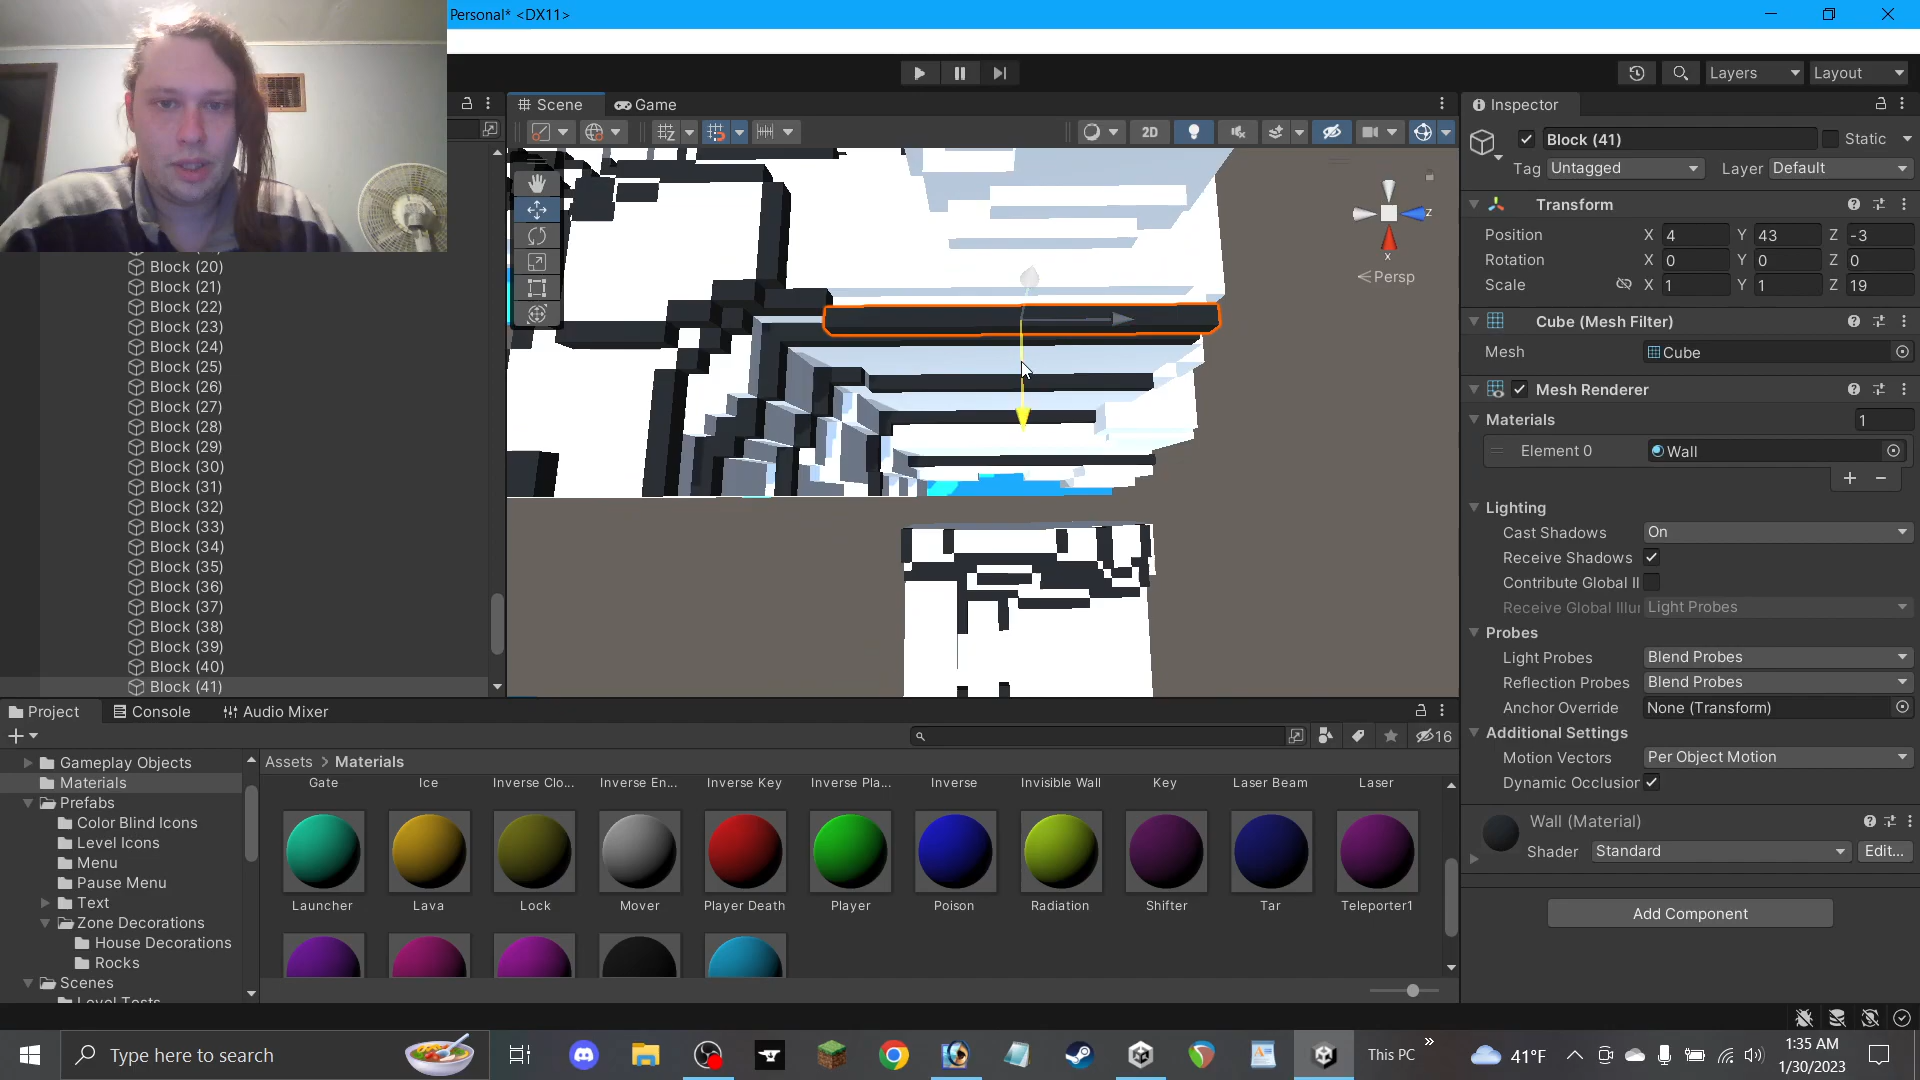 Personal* <DX11>
Layers
Layout
Scene
Game
Inspector
2D
Block (41)
Static
Tag Untagged Layer Default
Transform
Position X 4 Y 43 Z -3
Rotation X 0 Y 0 Z 0
Scale X 1 Y 1 Z 19
z
x
Persp
Cube (Mesh Filter)
Mesh Cube
Mesh Renderer
Materials 1
Element 0 Wall
Lighting
Cast Shadows On
Receive Shadows
Contribute Global Il
Receive Global Illur Light Probes
Probes
Light Probes Blend Probes
Reflection Probes Blend Probes
Anchor Override None (Transform)
Additional Settings
Motion Vectors Per Object Motion
Dynamic Occlusior
Wall (Material)
Shader Standard Edit...
Add Component
Block (20)
Block (21)
Block (22)
Block (23)
Block (24)
Block (25)
Block (26)
Block (27)
Block (28)
Block (29)
Block (30)
Block (31)
Block (32)
Block (33)
Block (34)
Block (35)
Block (36)
Block (37)
Block (38)
Block (39)
Block (40)
Block (41)
Project
Console
Audio Mixer
16
Gameplay Objects
Materials
Prefabs
Color Blind Icons
Level Icons
Menu
Pause Menu
Text
Zone Decorations
House Decorations
Rocks
Scenes
Level Tests
Assets > Materials
Gate Ice Inverse Clo... Inverse En... Inverse Key Inverse Pla... Inverse Invisible Wall Key Laser Beam Laser
Launcher Lava Lock Mover Player Death Player Poison Radiation Shifter Tar Teleporter1
Type here to search
This PC
41°F
1:35 AM
1/30/2023